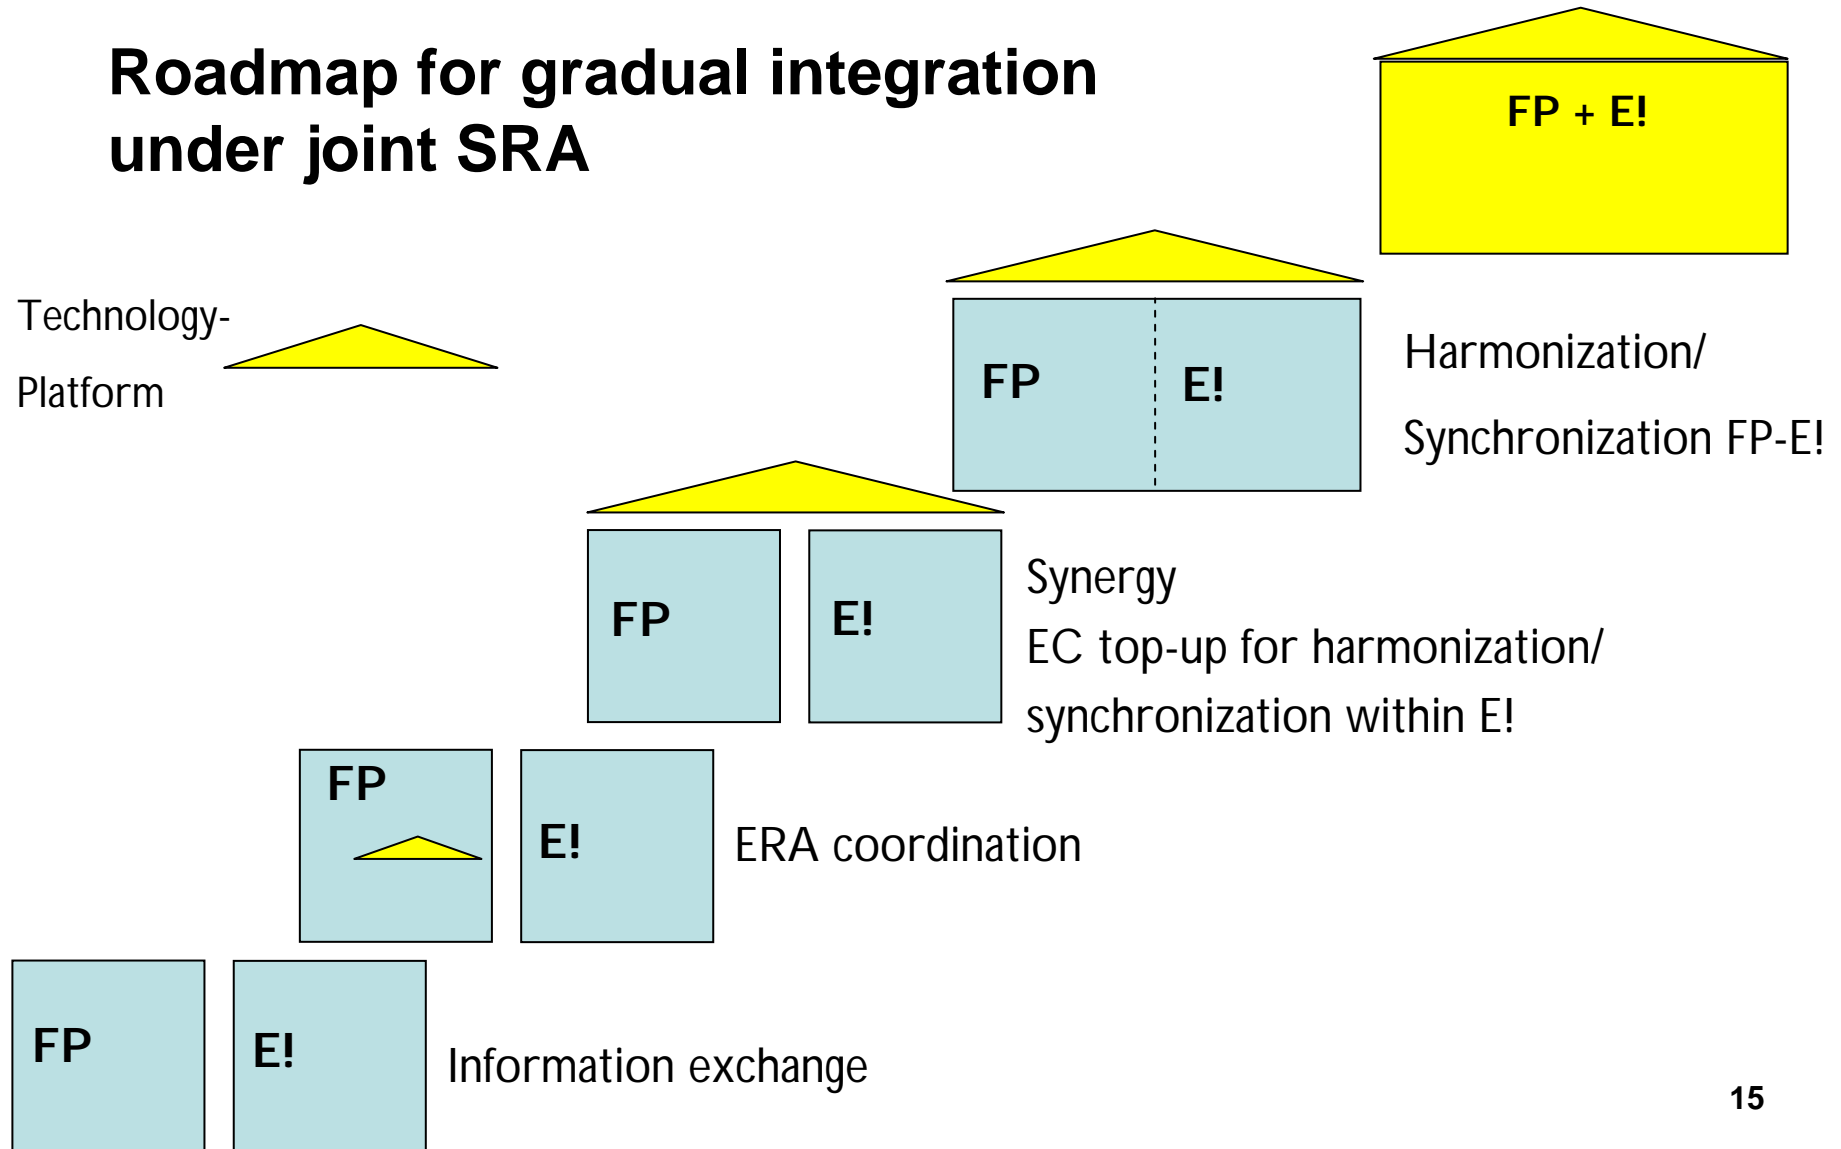 Roadmap for gradual integration
under joint SRA
FP + E!
Technology-
Platform
FP
E!
Harmonization/
Synchronization FP-E!
FP
E!
Synergy
EC top-up for harmonization/
synchronization within E!
FP
E!
ERA coordination
FP
E!
Information exchange
15